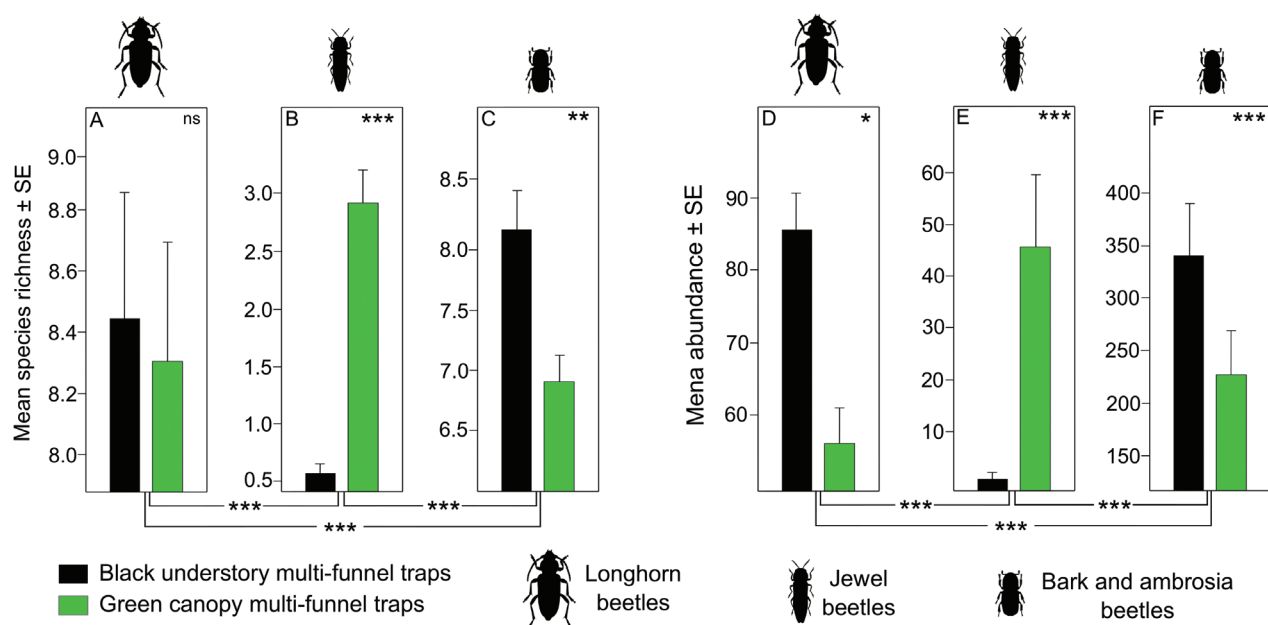 A ns
B ***
C **
D *
E ***
F ***
Mean species richness ± SE
9.0
8.8
8.6
8.4
8.2
8.0
3.0
2.5
2.0
1.5
1.0
0.5
8.5
8.0
7.5
7.0
6.5
Mena abundance ± SE
90
80
70
60
60
50
40
30
20
10
400
350
300
250
200
150
*** ***
***
*** ***
***
Black understory multi-funnel traps
Green canopy multi-funnel traps
Longhorn
beetles
Jewel
beetles
Bark and ambrosia
beetles